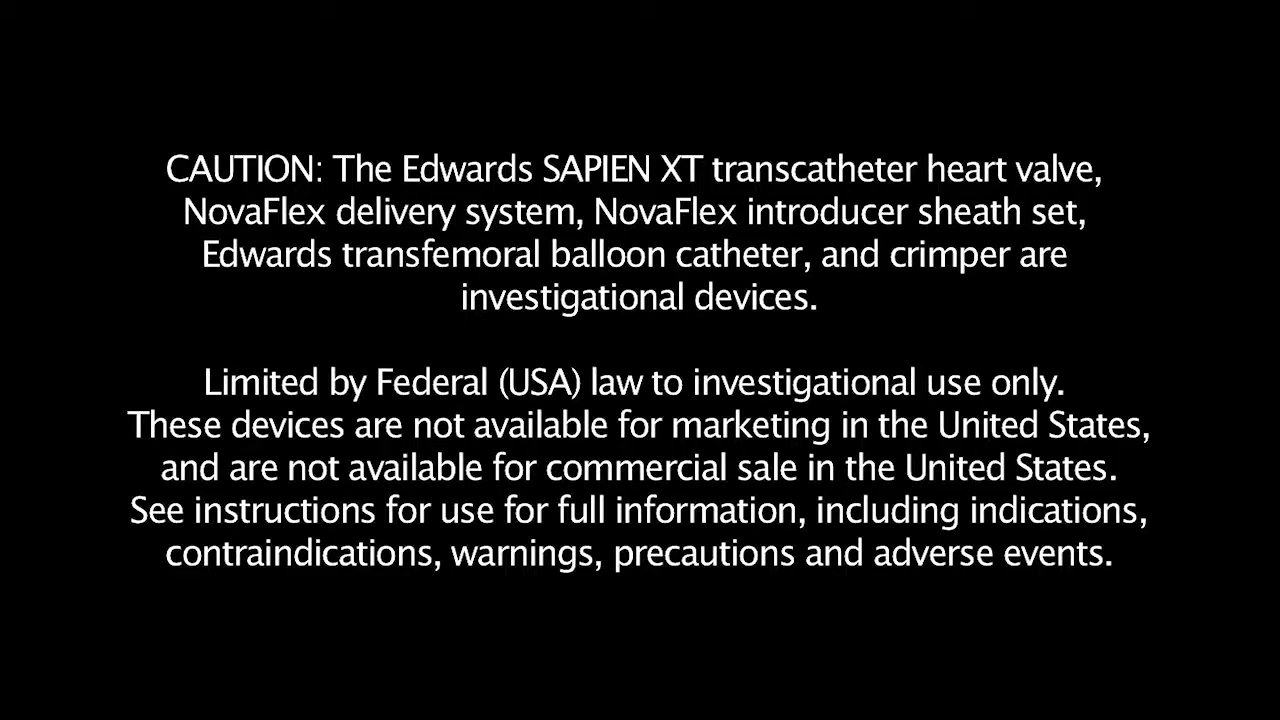 CAUTION: The Edwards SAPIEN XT transcatheter heart valve,
NovaFlex delivery system, NovaFlex introducer sheath set,
Edwards transfemoral balloon catheter, and crimper are
investigational devices.
Limited by Federal (USA) law to investigational use only.
These devices are not available for marketing in the United States,
and are not available for commercial sale in the United States.
See instructions for use for full information, including indications,
contraindications, warnings, precautions and adverse events.